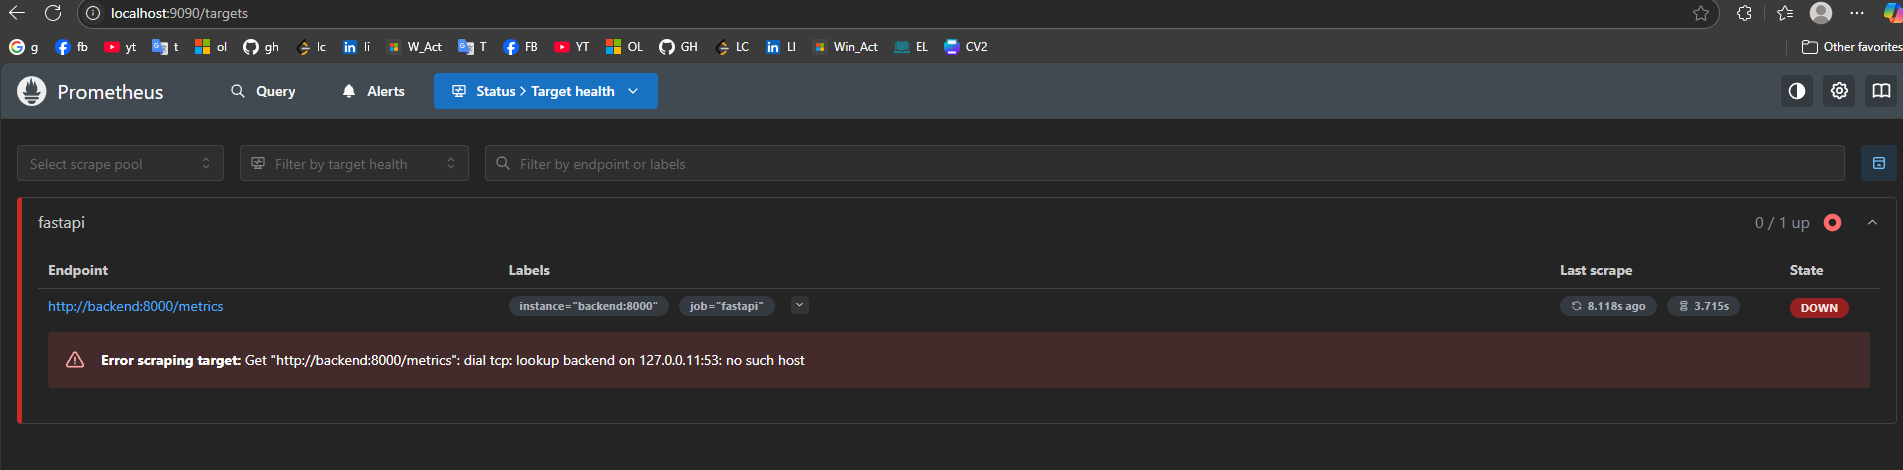 localhost:9090/targets
g fb yt t ol gh lc li W_Act T FB YT OL GH LC LI Win_Act EL CV2 Other favorites
Prometheus Query Alerts Status > Target health
Select scrape pool Filter by target health Filter by endpoint or labels
fastapi 0 / 1 up
Endpoint Labels Last scrape State
http://backend:8000/metrics instance="backend:8000" job="fastapi" 8.118s ago 3.715s DOWN
Error scraping target: Get "http://backend:8000/metrics": dial tcp: lookup backend on 127.0.0.11:53: no such host